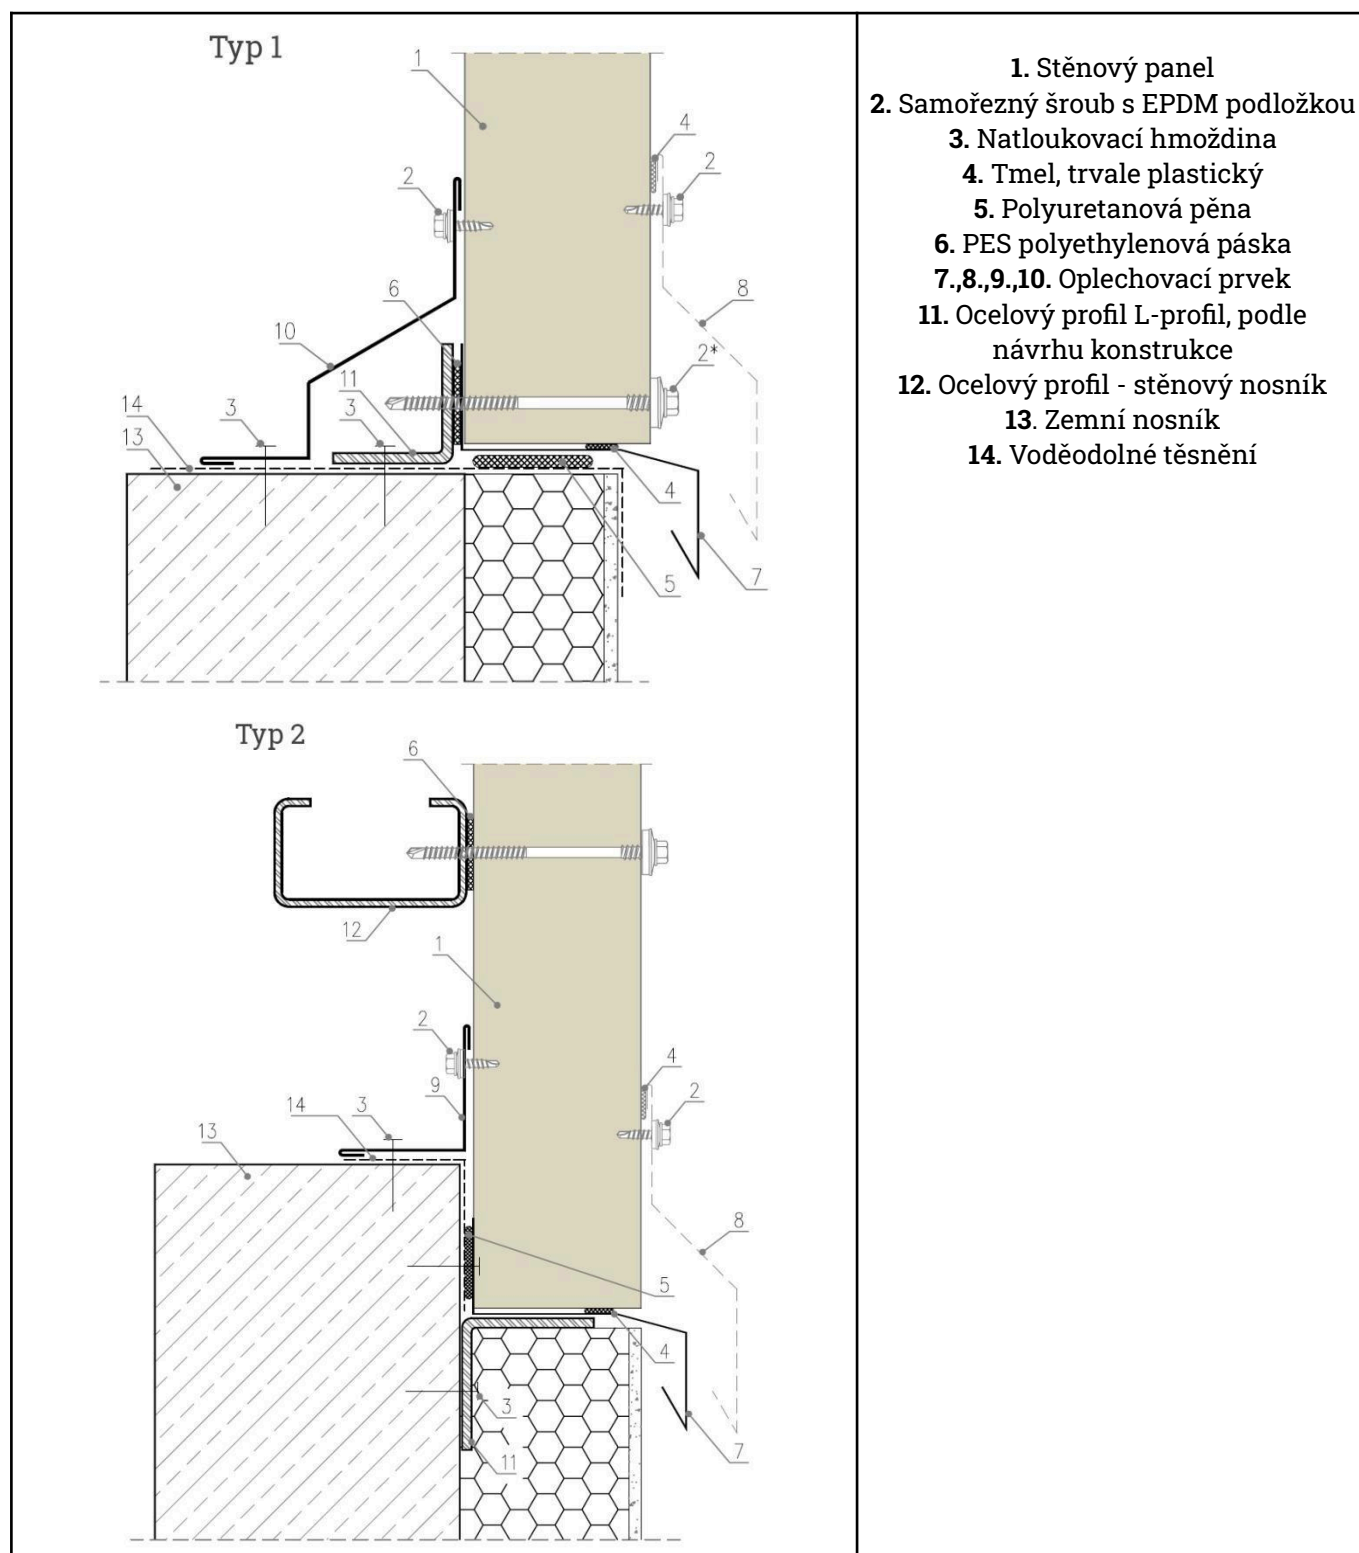 Typ 1
1
4
2
2
6
8
10
2*
11
14
3
3
13
4
5
7
Typ 2
6
12
1
2
4
9
2
3
14
13
8
5
4
3
7
11
1. Stěnový panel
2. Samořezný šroub s EPDM podložkou
3. Natloukovací hmoždina
4. Tmel, trvale plastický
5. Polyuretanová pěna
6. PES polyethylenová páska
7.,8.,9.,10. Oplechovací prvek
11. Ocelový profil L-profil, podle
návrhu konstrukce
12. Ocelový profil - stěnový nosník
13. Zemní nosník
14. Voděodolné těsnění